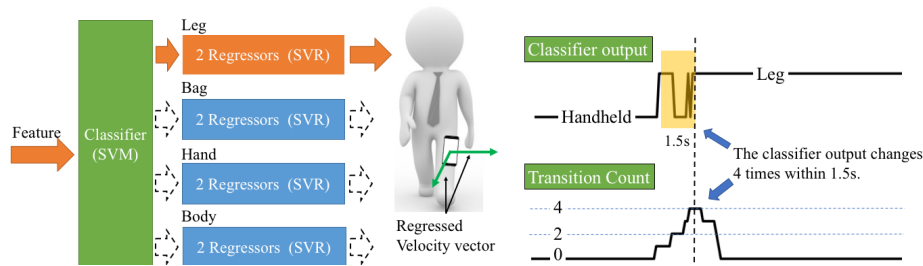 Feature
Classifier
(SVM)
Leg
2 Regressors (SVR)
Bag
2 Regressors (SVR)
Hand
2 Regressors (SVR)
Body
2 Regressors (SVR)
Regressed
Velocity vector
Classifier output
Leg
Handheld
1.5s
The classifier output changes
4 times within 1.5s.
Transition Count
4
2
0